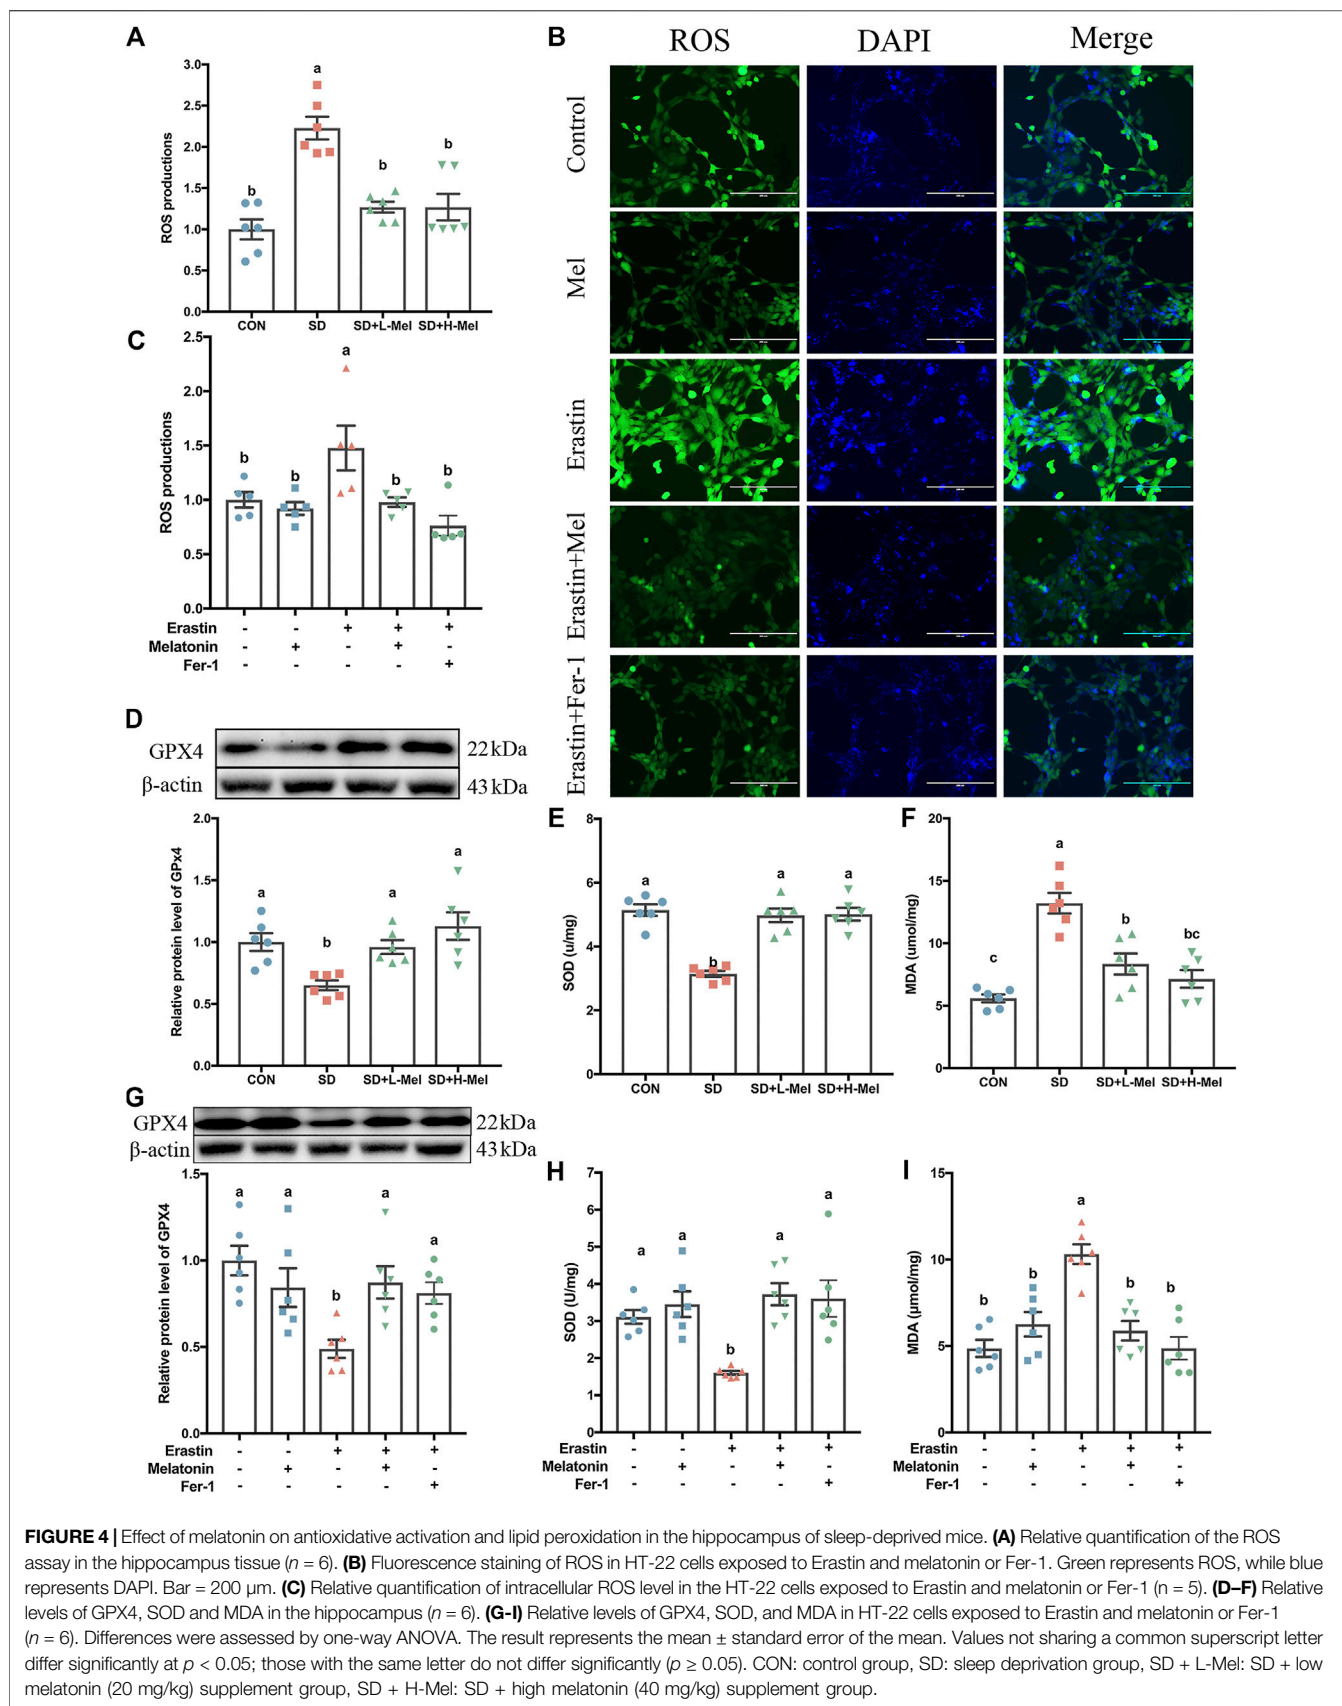 A
B
ROS
DAPI
Merge
3.0
2.5
2.0
1.5
1.0
0.5
0.0
ROS productions
b
a
b
b
CON
SD
SD+L-Mel
SD+H-Mel
Control
Mel
Erastin
Erastin+Mel
Erastin+Fer-1
C
2.5
2.0
1.5
1.0
0.5
0.0
ROS productions
b
b
a
b
b
Erastin - - + + +
Melatonin - + - + -
Fer-1 - - - - +
D
GPX4 22kDa
β-actin 43kDa
2.0
1.5
1.0
0.5
0.0
Relative protein level of GPx4
a
b
a
a
CON
SD
SD+L-Mel
SD+H-Mel
E
8
6
4
2
0
SOD (u/mg)
a
b
a
a
CON
SD
SD+L-Mel
SD+H-Mel
F
20
15
10
5
0
MDA (umol/mg)
c
a
b
bc
CON
SD
SD+L-Mel
SD+H-Mel
G
GPX4 22kDa
β-actin 43kDa
1.5
1.0
0.5
0.0
Relative protein level of GPX4
a
a
b
a
a
Erastin - - + + +
Melatonin - + - + -
Fer-1 - - - - +
H
7
6
5
4
3
2
1
0
SOD (U/mg)
a
a
b
a
a
Erastin - - + + +
Melatonin - + - + -
Fer-1 - - - - +
I
15
10
5
0
MDA (μmol/mg)
b
b
a
b
b
Erastin - - + + +
Melatonin - + - + -
Fer-1 - - - - +
FIGURE 4 | Effect of melatonin on antioxidative activation and lipid peroxidation in the hippocampus of sleep-deprived mice. (A) Relative quantification of the ROS
assay in the hippocampus tissue (n = 6). (B) Fluorescence staining of ROS in HT-22 cells exposed to Erastin and melatonin or Fer-1. Green represents ROS, while blue
represents DAPI. Bar = 200 μm. (C) Relative quantification of intracellular ROS level in the HT-22 cells exposed to Erastin and melatonin or Fer-1 (n = 5). (D–F) Relative
levels of GPX4, SOD and MDA in the hippocampus (n = 6). (G-I) Relative levels of GPX4, SOD, and MDA in HT-22 cells exposed to Erastin and melatonin or Fer-1
(n = 6). Differences were assessed by one-way ANOVA. The result represents the mean ± standard error of the mean. Values not sharing a common superscript letter
differ significantly at p < 0.05; those with the same letter do not differ significantly (p ≥ 0.05). CON: control group, SD: sleep deprivation group, SD + L-Mel: SD + low
melatonin (20 mg/kg) supplement group, SD + H-Mel: SD + high melatonin (40 mg/kg) supplement group.